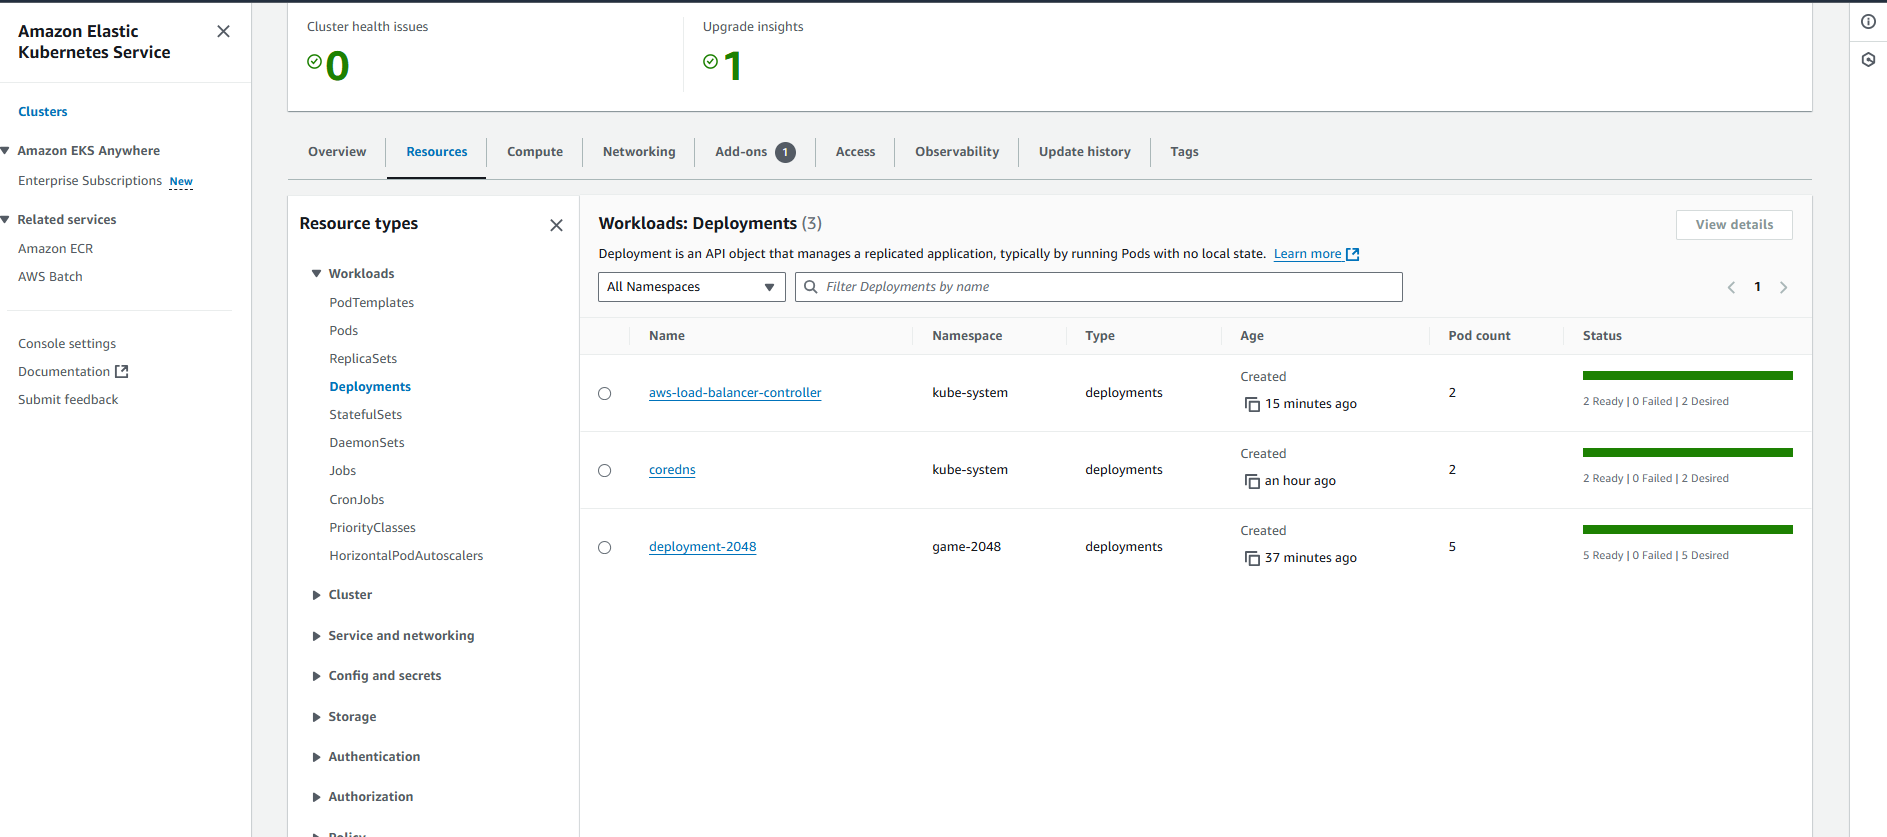 Amazon Elastic
Kubernetes Service
Clusters
Amazon EKS Anywhere
Enterprise Subscriptions New
Related services
Amazon ECR
AWS Batch
Console settings
Documentation
Submit feedback
Cluster health issues
0
Upgrade insights
1
Overview
Resources
Compute
Networking
Add-ons 1
Access
Observability
Update history
Tags
Resource types
Workloads
PodTemplates
Pods
ReplicaSets
Deployments
StatefulSets
DaemonSets
Jobs
CronJobs
PriorityClasses
HorizontalPodAutoscalers
Cluster
Service and networking
Config and secrets
Storage
Authentication
Authorization
Policy
Workloads: Deployments (3)
View details
Deployment is an API object that manages a replicated application, typically by running Pods with no local state. Learn more
All Namespaces
Filter Deployments by name
1
Name Namespace Type Age Pod count Status
aws-load-balancer-controller kube-system deployments Created
15 minutes ago
2
2 Ready | 0 Failed | 2 Desired
coredns kube-system deployments Created
an hour ago
2
2 Ready | 0 Failed | 2 Desired
deployment-2048 game-2048 deployments Created
37 minutes ago
5
5 Ready | 0 Failed | 5 Desired